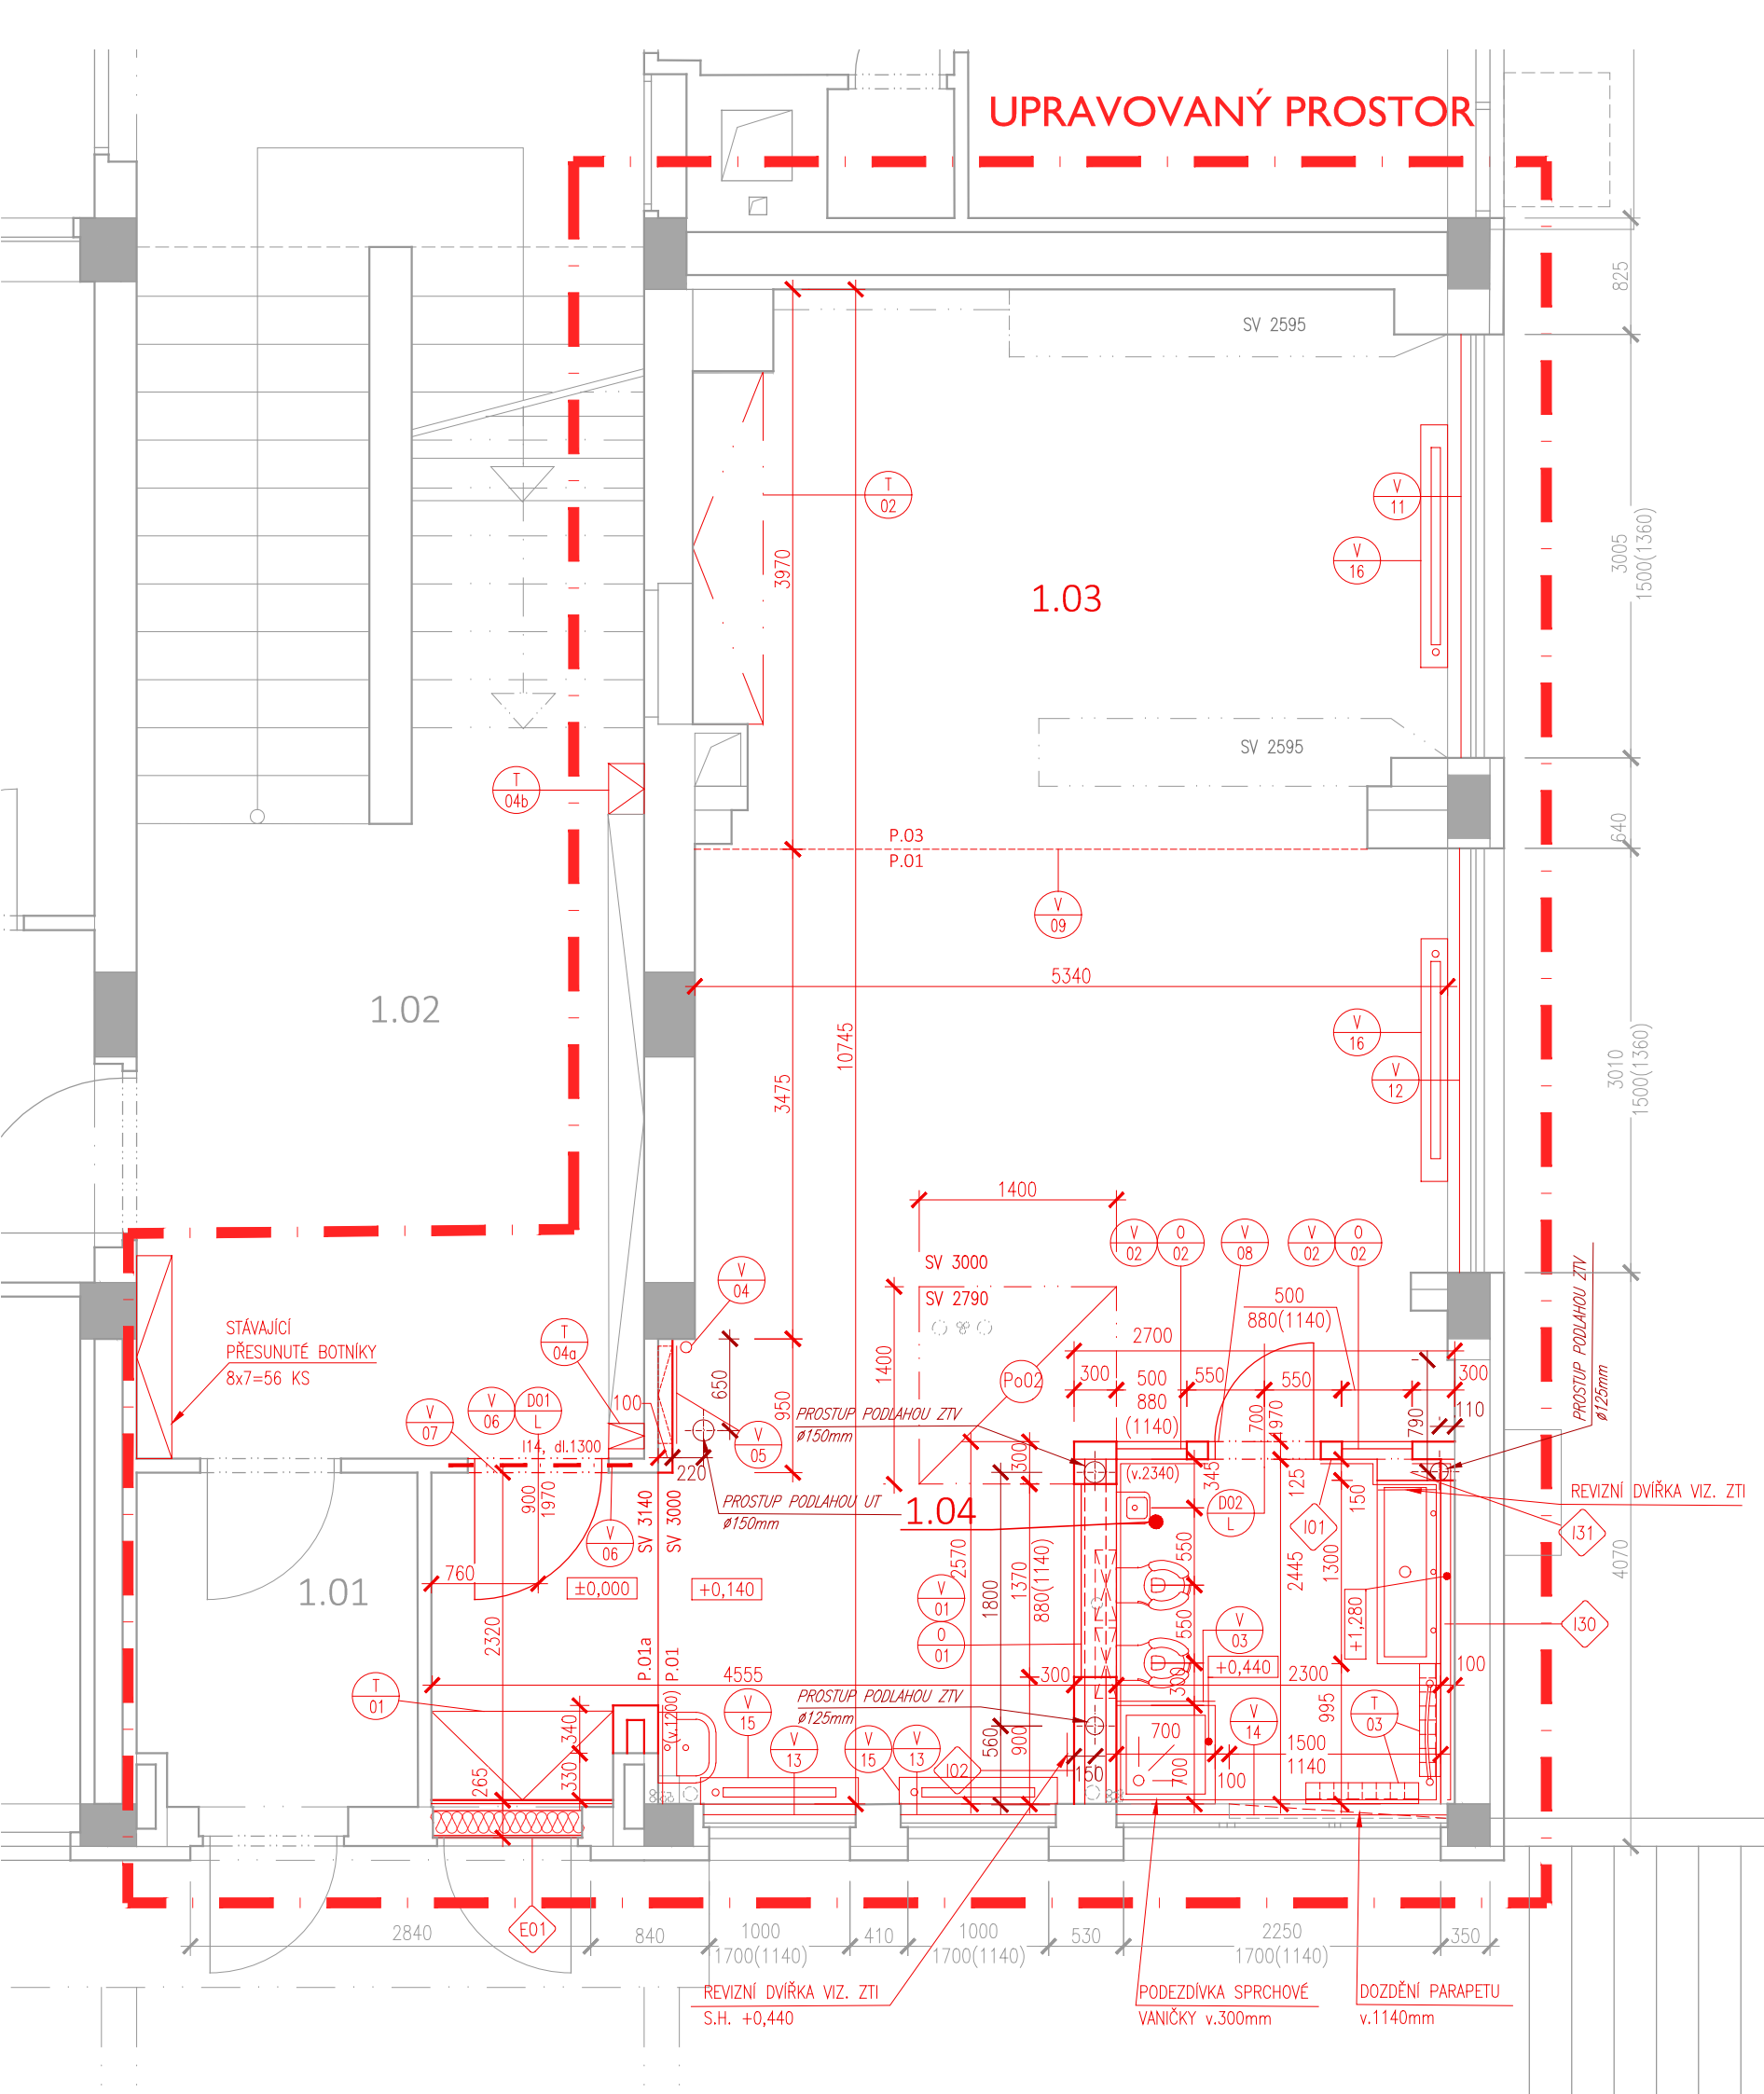 UPRAVOVANÝ PROSTOR
825
SV 2595
T
02
V
11
3005
1500(1360)
V
16
3970
1.03
SV 2595
T
04b
640
P.03
P.01
V
09
5340
1.02
10745
V
16
3010
1500(1360)
V
12
3475
1400
V
02
O
02
V
08
V
02
O
02
SV 3000
SV 2790
V
04
PROSTUP PODLAHOU ZTV
ø125mm
STÁVAJÍCÍ
PŘESUNUTÉ BOTNÍKY
8x7=56 KS
T
04a
500
880(1140)
2700
1400
650
950
Po02
300
500
880
(1140)
550
550
300
700
1970
790
110
100
V
06
D01
L
V
07
I14, dl.1300
V
05
PROSTUP PODLAHOU ZTV
ø150mm
220
300
(v.2340)
345
125
150
REVIZNÍ DVÍŘKA VIZ. ZTI
900
1970
PROSTUP PODLAHOU UT
ø150mm
1.04
D02
L
I01
I31
V
06
SV 3140
SV 3000
2570
1800
1370
880(1140)
550
2445
1300
4070
760
±0,000
+0,140
1.01
V
01
O
01
+1,280
I30
2320
P.01a
P.01
550
V
03
+0,440
4555
300
2300
100
T
01
PROSTUP PODLAHOU ZTV
ø125mm
300
995
(v.1200)
V
15
340
V
13
V
15
V
13
I02
560
900
700
V
14
T
03
1500
1140
265
330
150
700
100
E01
2840
840
1000
1700(1140)
410
1000
1700(1140)
530
2250
1700(1140)
350
REVIZNÍ DVÍŘKA VIZ. ZTI
S.H. +0,440
PODEZDÍVKA SPRCHOVÉ
VANIČKY v.300mm
DOZDĚNÍ PARAPETU
v.1140mm